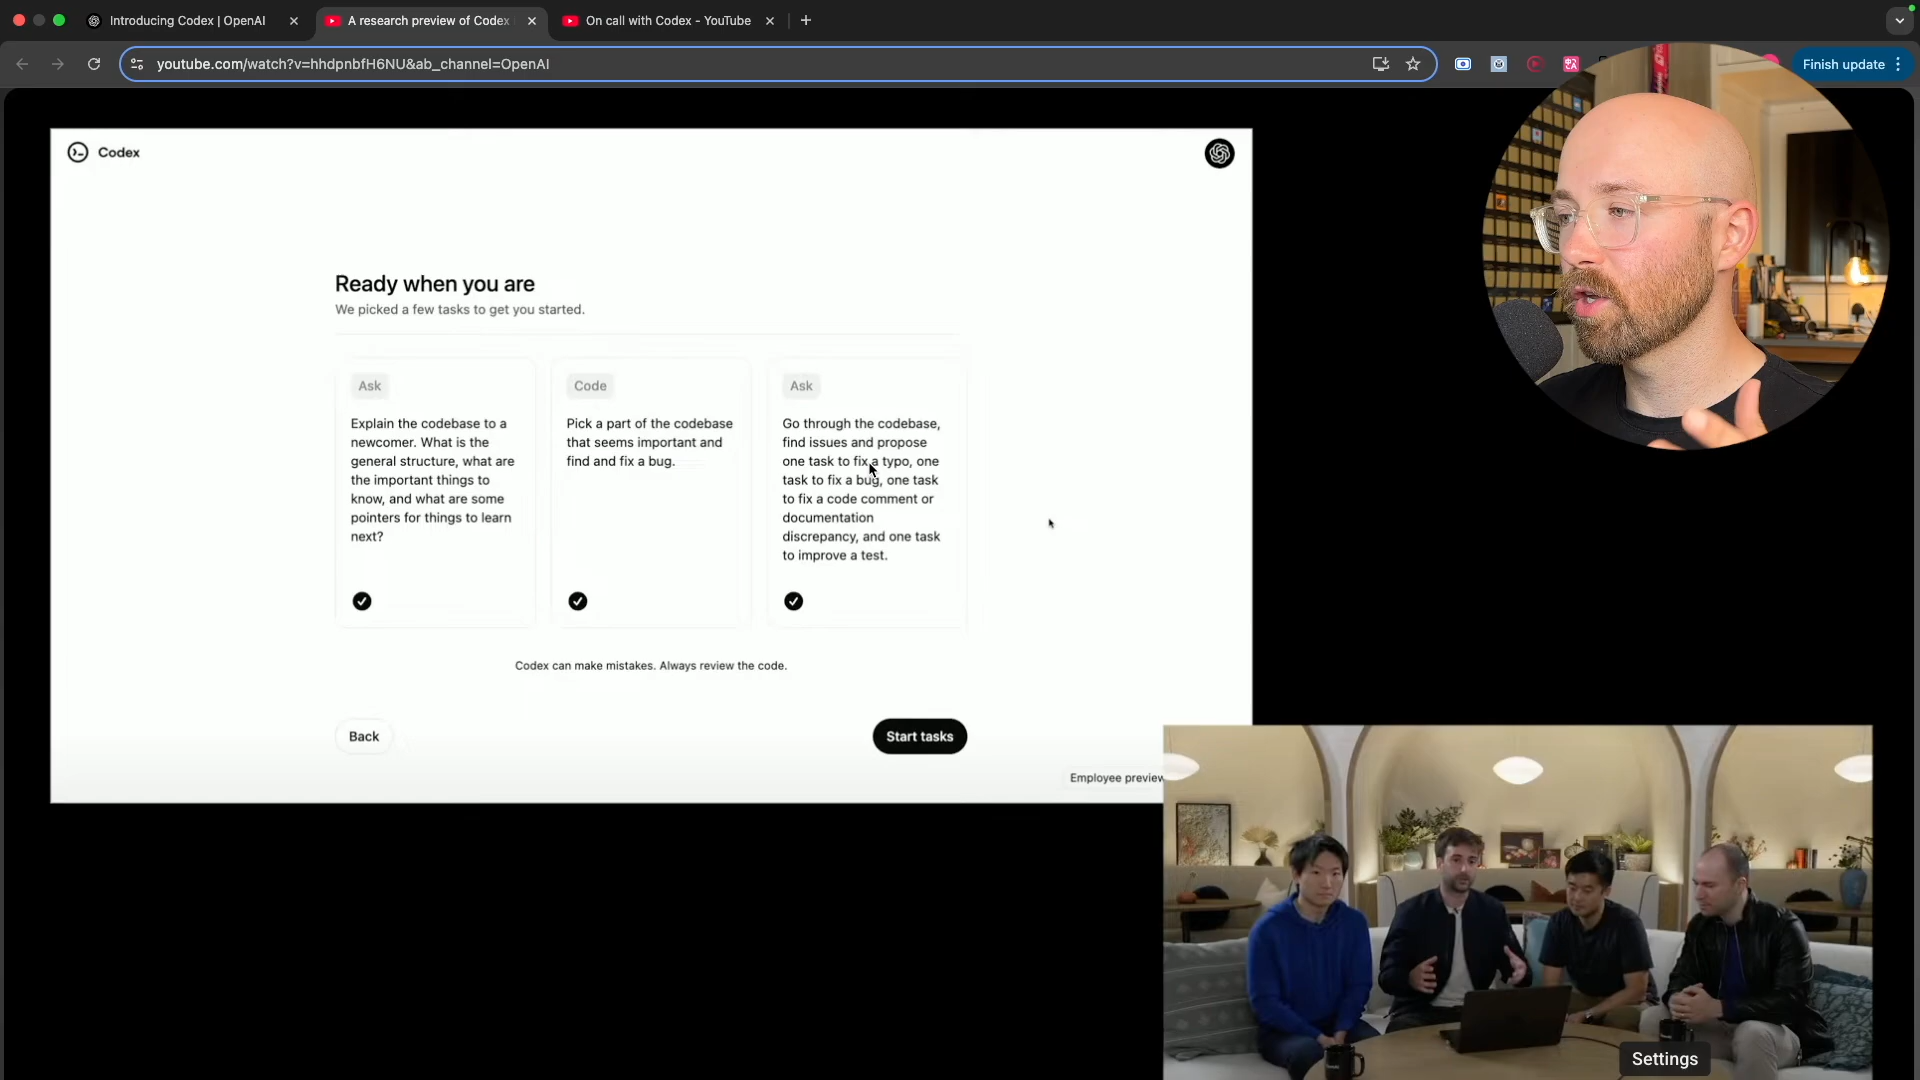 Introducing Codex | OpenAI
A research preview of Codex
On call with Codex - YouTube
youtube.com/watch?v=hhdpnbfH6NU&ab_channel=OpenAI
Finish update
Codex
Ready when you are
We picked a few tasks to get you started.
Ask
Explain the codebase to a
newcomer. What is the
general structure, what are
the important things to
know, and what are some
pointers for things to learn
next?
Code
Pick a part of the codebase
that seems important and
find and fix a bug.
Ask
Go through the codebase,
find issues and propose
one task to fix a typo, one
task to fix a bug, one task
to fix a code comment or
documentation
discrepancy, and one task
to improve a test.
Codex can make mistakes. Always review the code.
Back
Start tasks
Employee preview
Settings